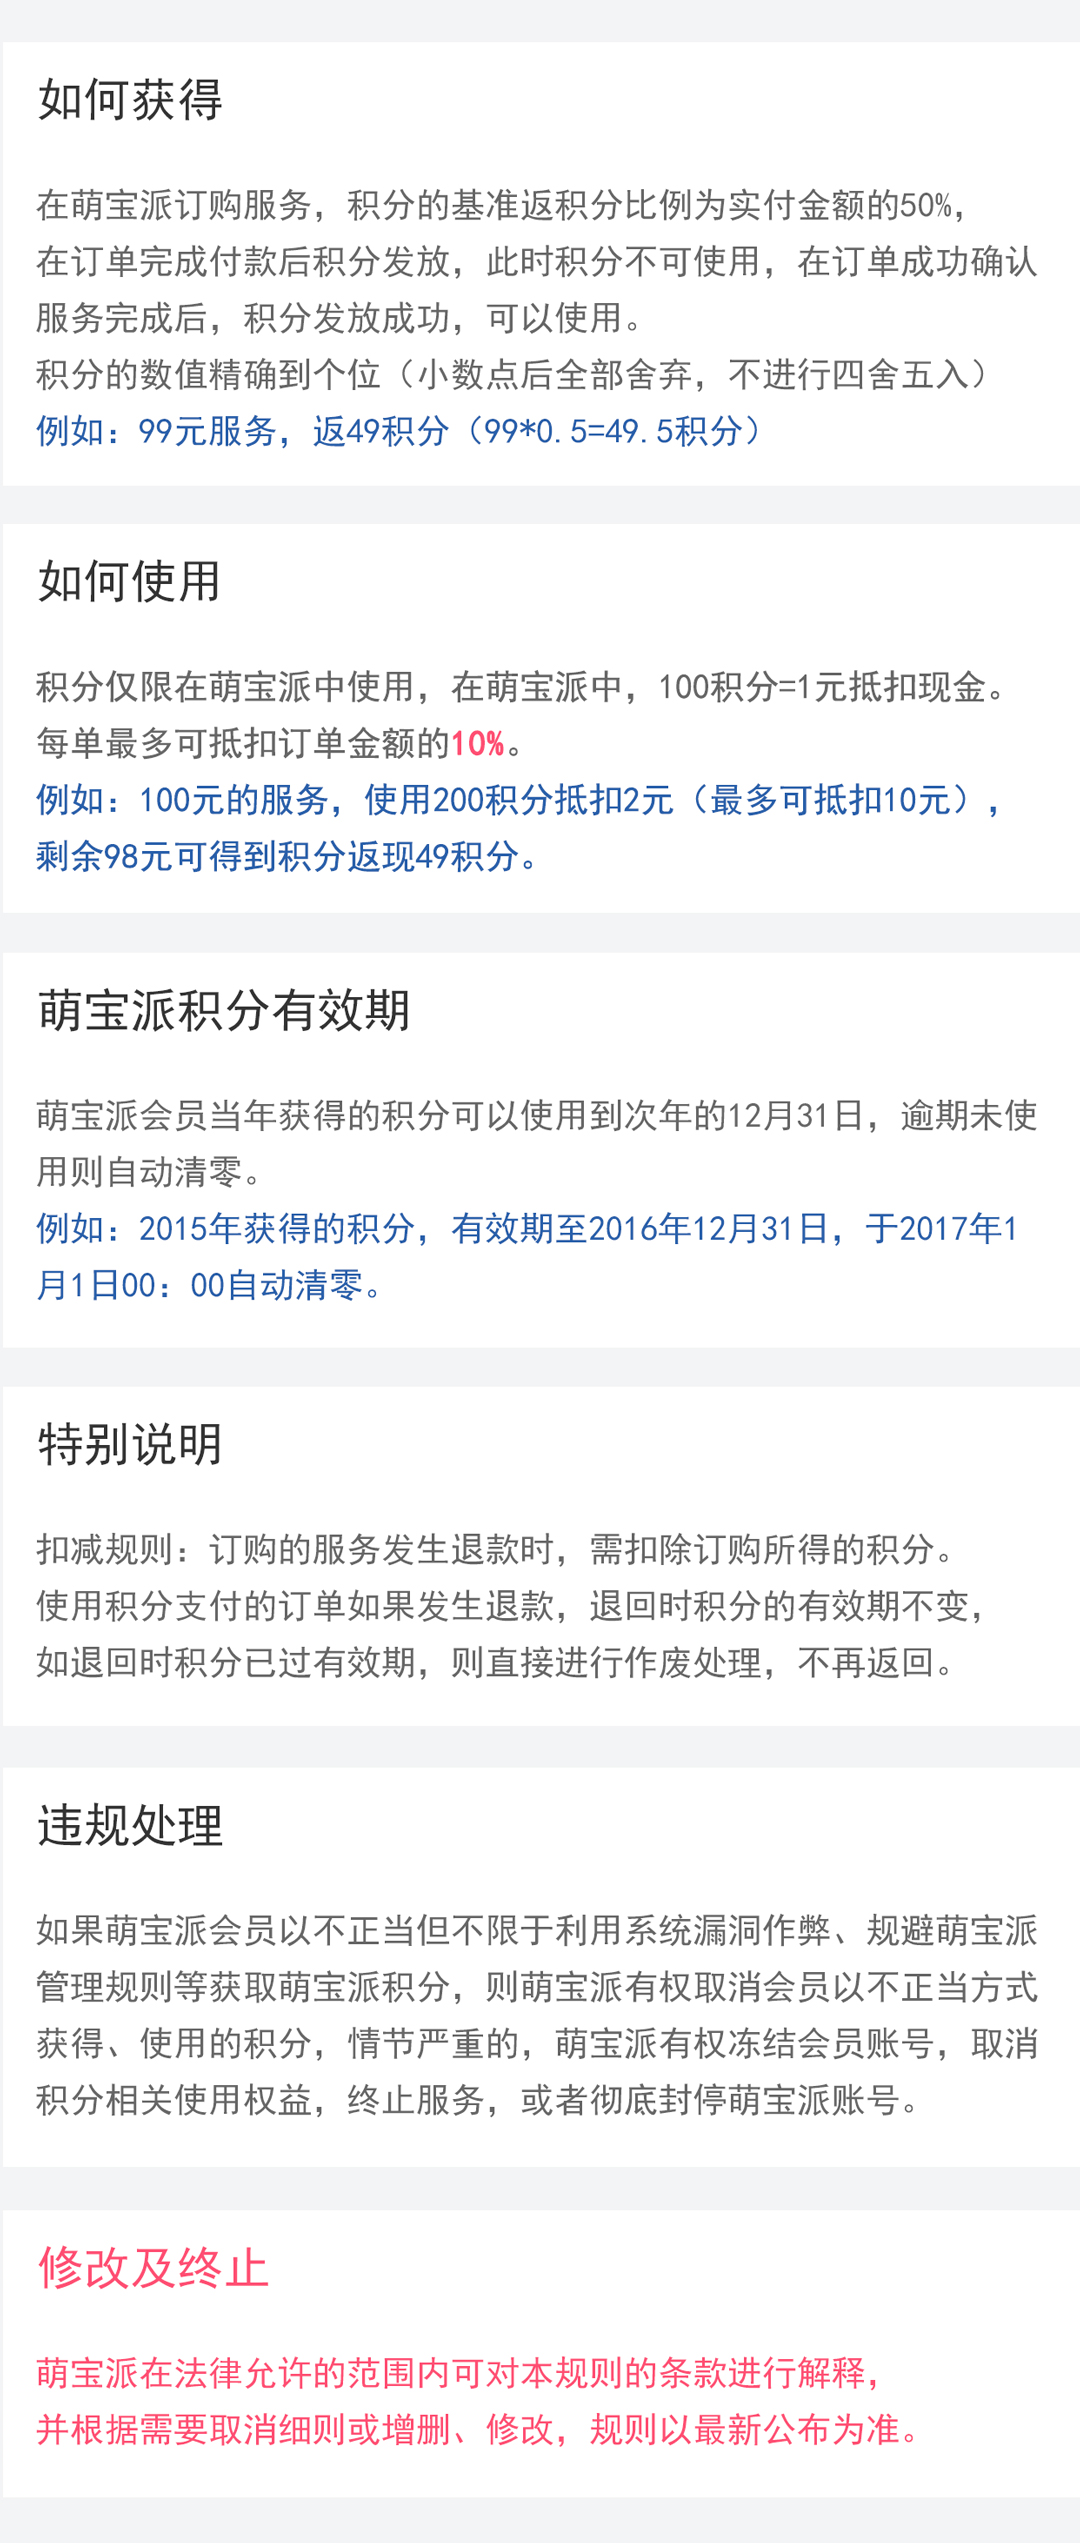 如何获得
在萌宝派订购服务，积分的基准返积分比例为实付金额的50%，
在订单完成付款后积分发放，此时积分不可使用，在订单成功确认
服务完成后，积分发放成功，可以使用。
积分的数值精确到个位（小数点后全部舍弃，不进行四舍五入）
例如：99元服务，返49积分（99*0.5=49.5积分）
如何使用
积分仅限在萌宝派中使用，在萌宝派中，100积分=1元抵扣现金。
每单最多可抵扣订单金额的10%。
例如：100元的服务，使用200积分抵扣2元（最多可抵扣10元），
剩余98元可得到积分返现49积分。
萌宝派积分有效期
萌宝派会员当年获得的积分可以使用到次年的12月31日，逾期未使
用则自动清零。
例如：2015年获得的积分，有效期至2016年12月31日，于2017年1
月1日00：00自动清零。
特别说明
扣减规则：订购的服务发生退款时，需扣除订购所得的积分。
使用积分支付的订单如果发生退款，退回时积分的有效期不变，
如退回时积分已过有效期，则直接进行作废处理，不再返回。
违规处理
如果萌宝派会员以不正当但不限于利用系统漏洞作弊、规避萌宝派
管理规则等获取萌宝派积分，则萌宝派有权取消会员以不正当方式
获得、使用的积分，情节严重的，萌宝派有权冻结会员账号，取消
积分相关使用权益，终止服务，或者彻底封停萌宝派账号。
修改及终止
萌宝派在法律允许的范围内可对本规则的条款进行解释，
并根据需要取消细则或增删、修改，规则以最新公布为准。